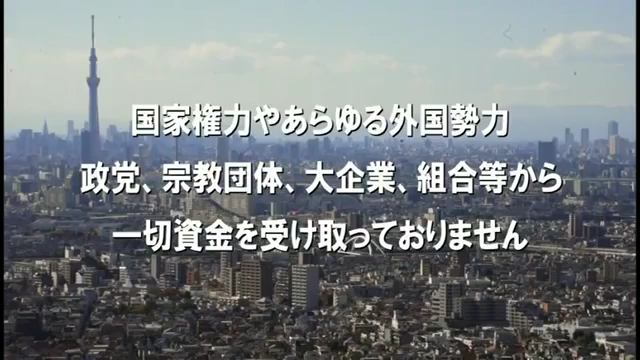 国家権力やあらゆる外国勢力
政党、宗教団体、大企業、組合等から
一切資金を受け取っておりません